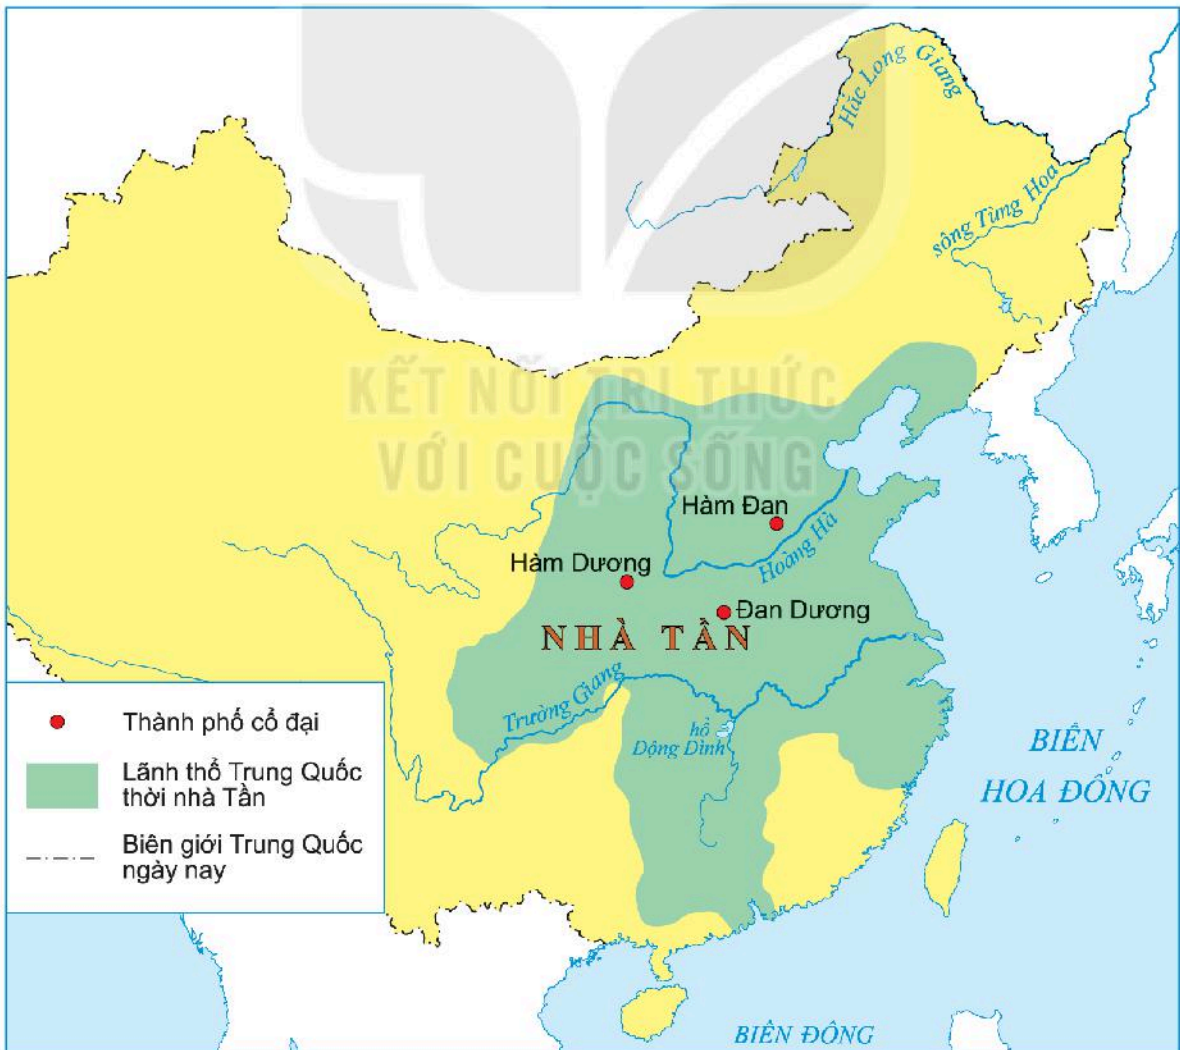 Hắc Long Giang
sông Tùng Hoa
KẾT NỐI TRI THỨC
VỚI CUỘC SỐNG
Hàm Đan
Hoàng Hà
Hàm Dương
Đan Dương
NHÀ TẦN
Trường Giang
hồ
Động Đình
BIỂN
HOA ĐÔNG
BIỂN ĐÔNG
Thành phố cổ đại
Lãnh thổ Trung Quốc
thời nhà Tần
Biên giới Trung Quốc
ngày nay